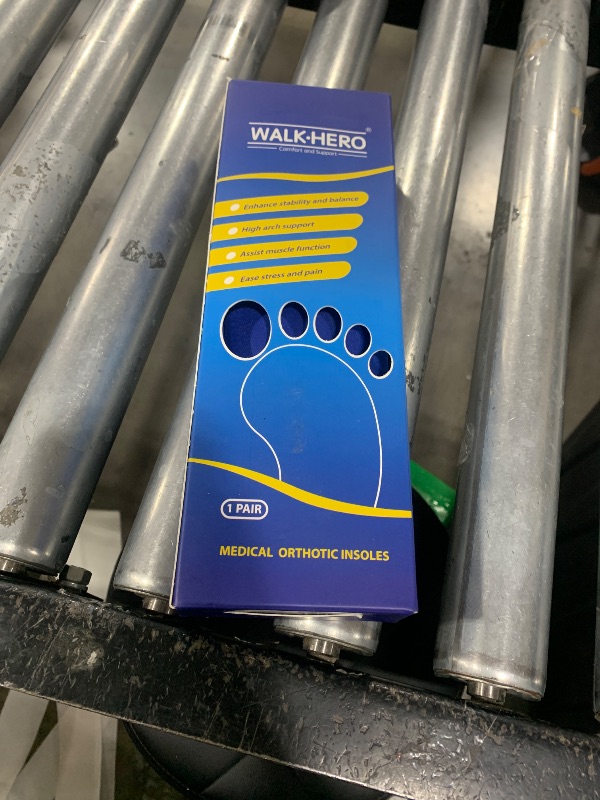 WALK·HERO®
Comfort and Support
Enhance stability and balance
High arch support
Assist muscle function
Ease stress and pain
1 PAIR
MEDICAL ORTHOTIC INSOLES